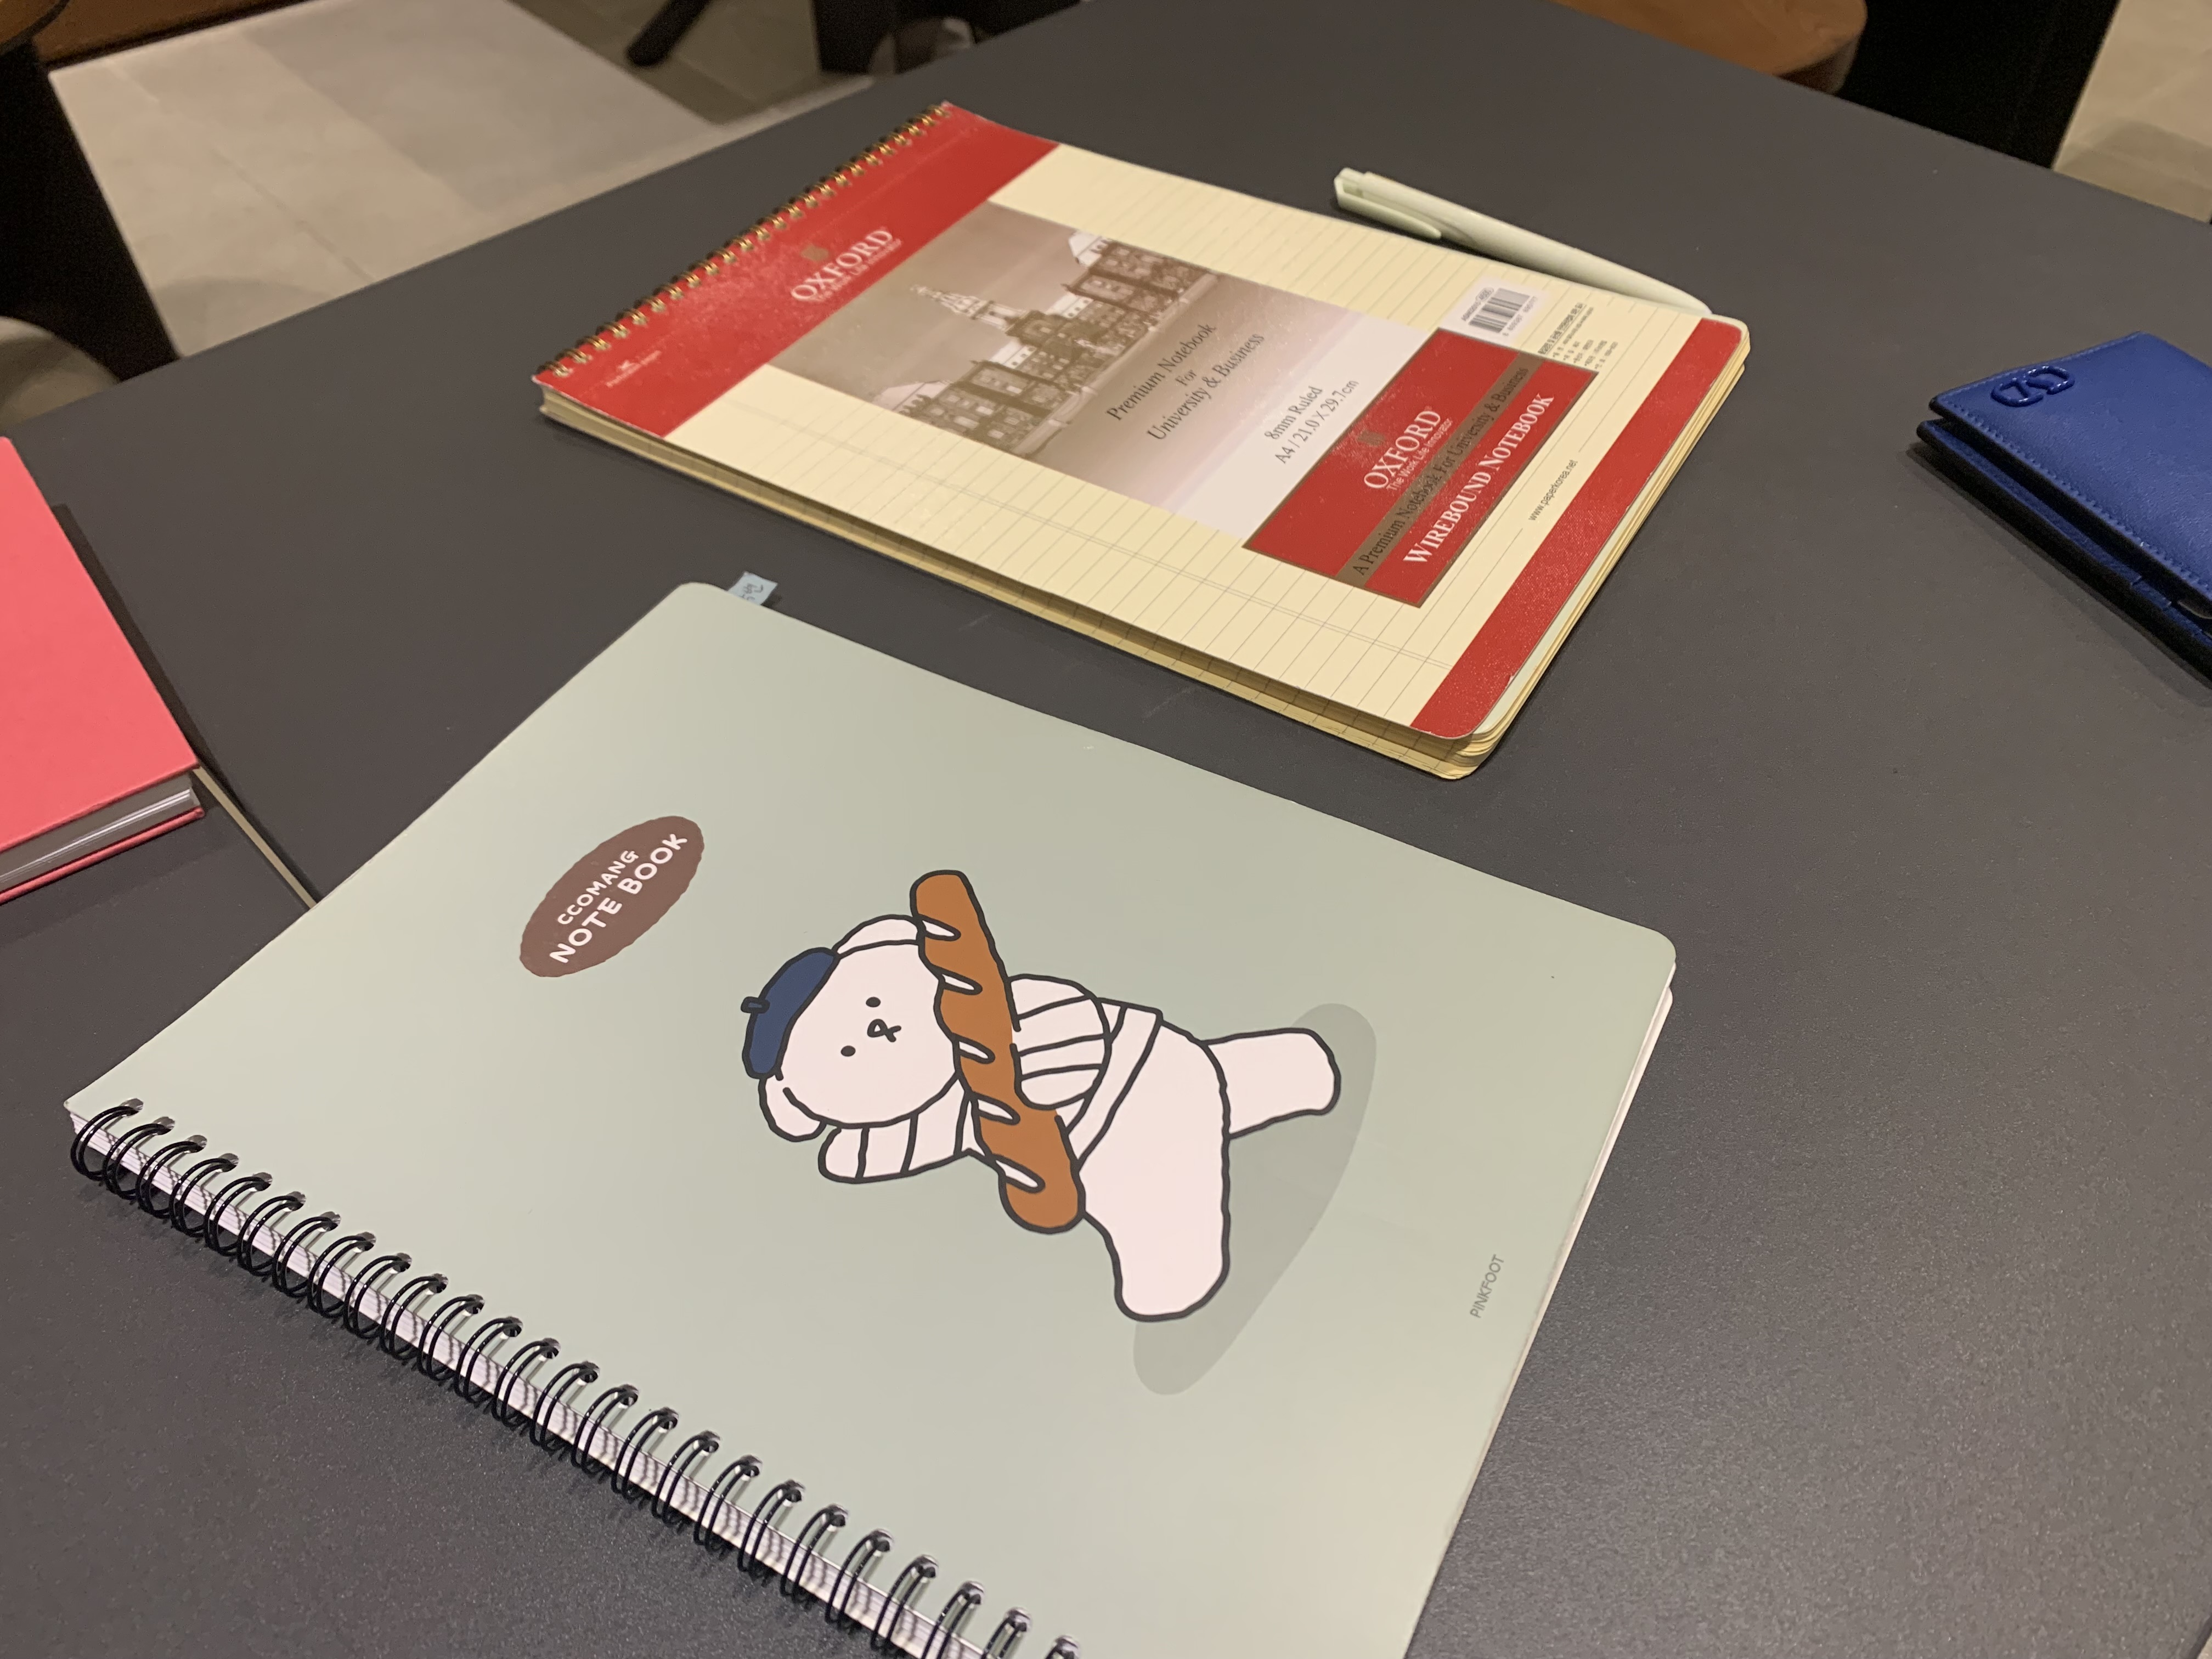 OXFORD
The Work Life Innovator
Premium Notebook
For
University & Business
8mm Ruled
A4 / 21.0 X 29.7cm
OXFORD
The Work Life Innovator
A Premium Notebook For University & Business
WIREBOUND NOTEBOOK
www.paperkorea.net
CCOMANG
NOTE BOOK
PINKFOOT